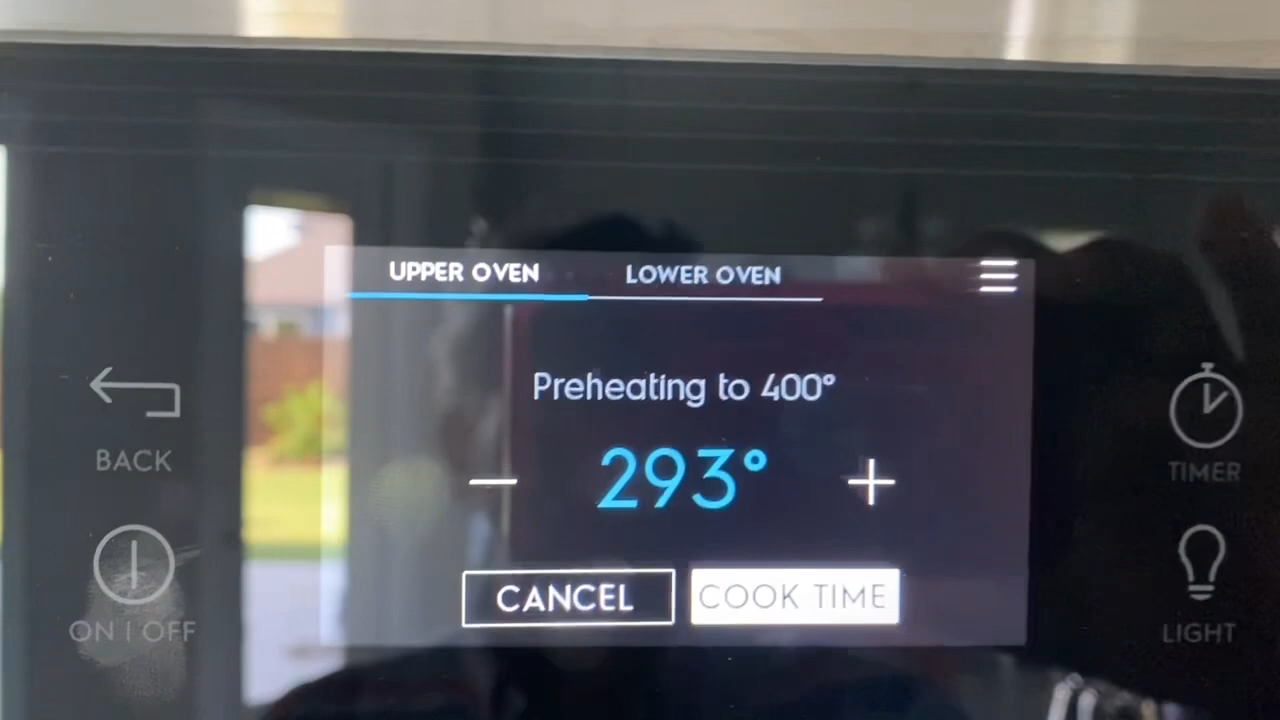 UPPER OVEN LOWER OVEN
Preheating to 400°
293°
CANCEL COOK TIME
BACK
ON | OFF
TIMER
LIGHT